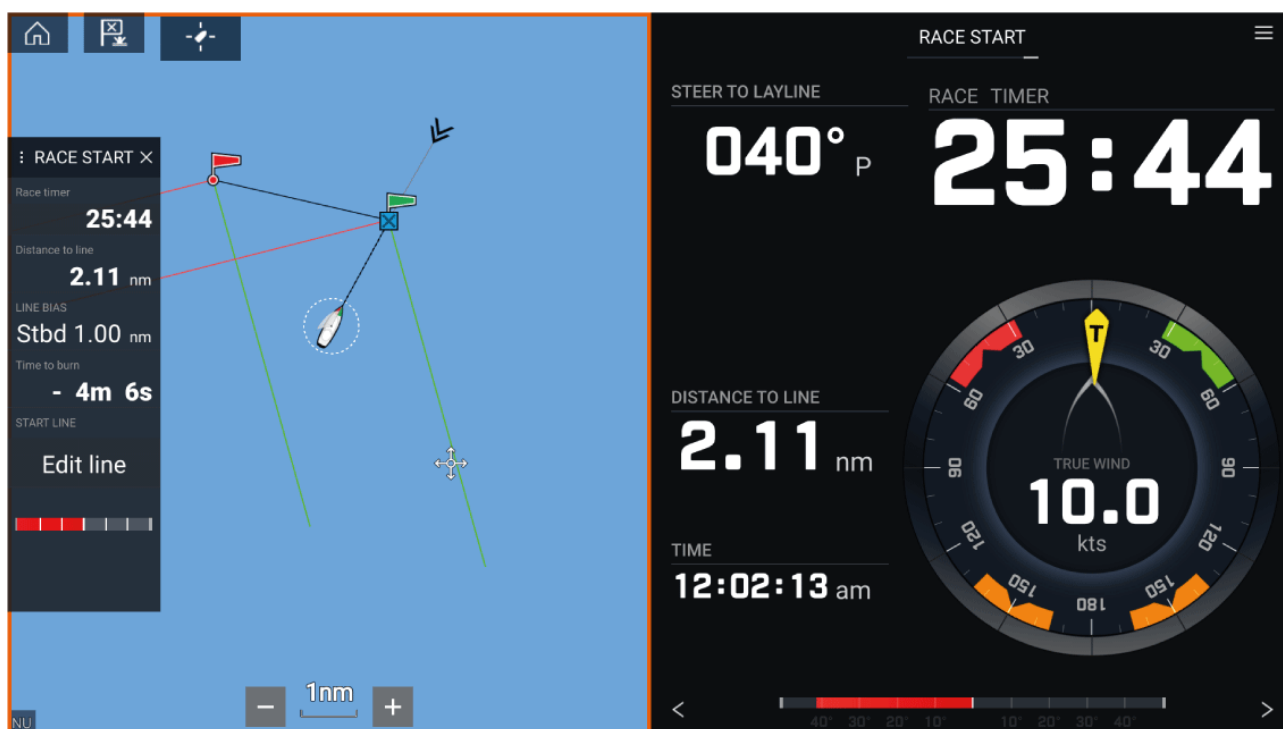 RACE START
Race timer
25:44
Distance to line
2.11 nm
LINE BIAS
Stbd 1.00 nm
Time to burn
- 4m 6s
START LINE
Edit line
1nm
NU
RACE START
STEER TO LAYLINE
040° P
RACE TIMER
25:44
DISTANCE TO LINE
2.11 nm
TIME
12:02:13 am
T
30 30
60 60
90 90
120 120
150 150
180
TRUE WIND
10.0
kts
40° 30° 20° 10° 10° 20° 30° 40°